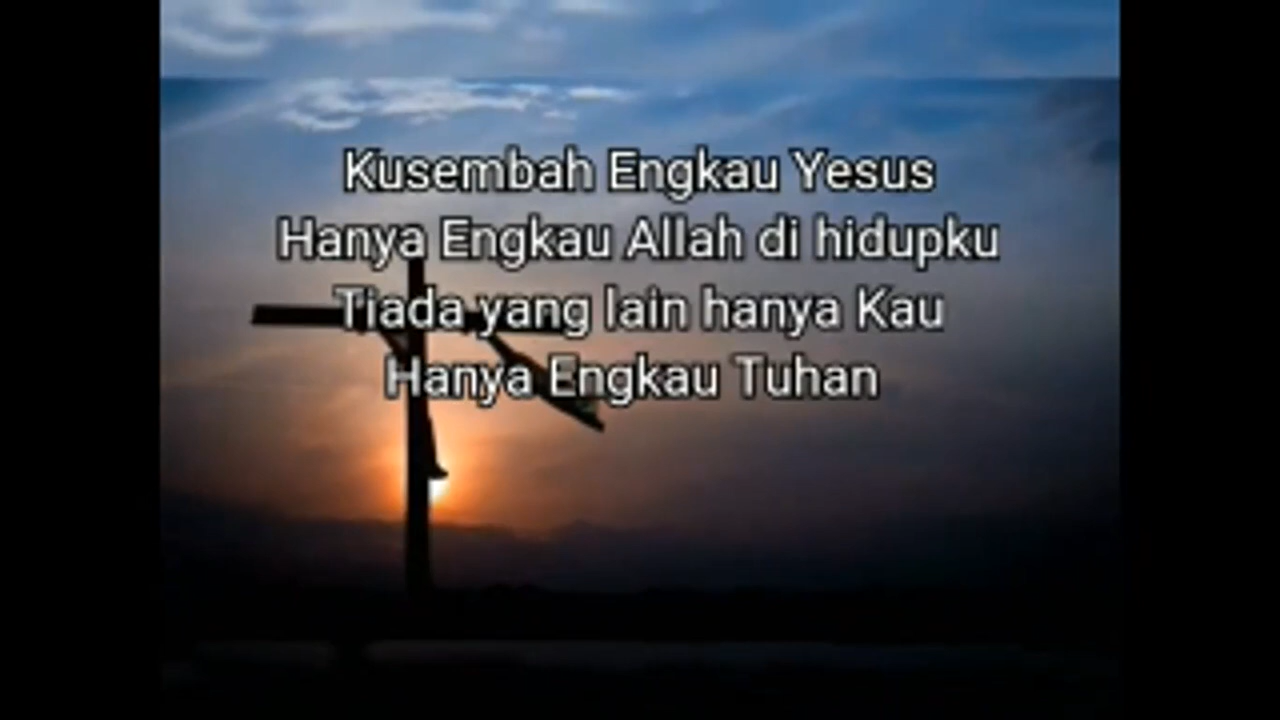 Kusembah Engkau Yesus
Hanya Engkau Allah di hidupku
Tiada yang lain hanya Kau
Hanya Engkau Tuhan